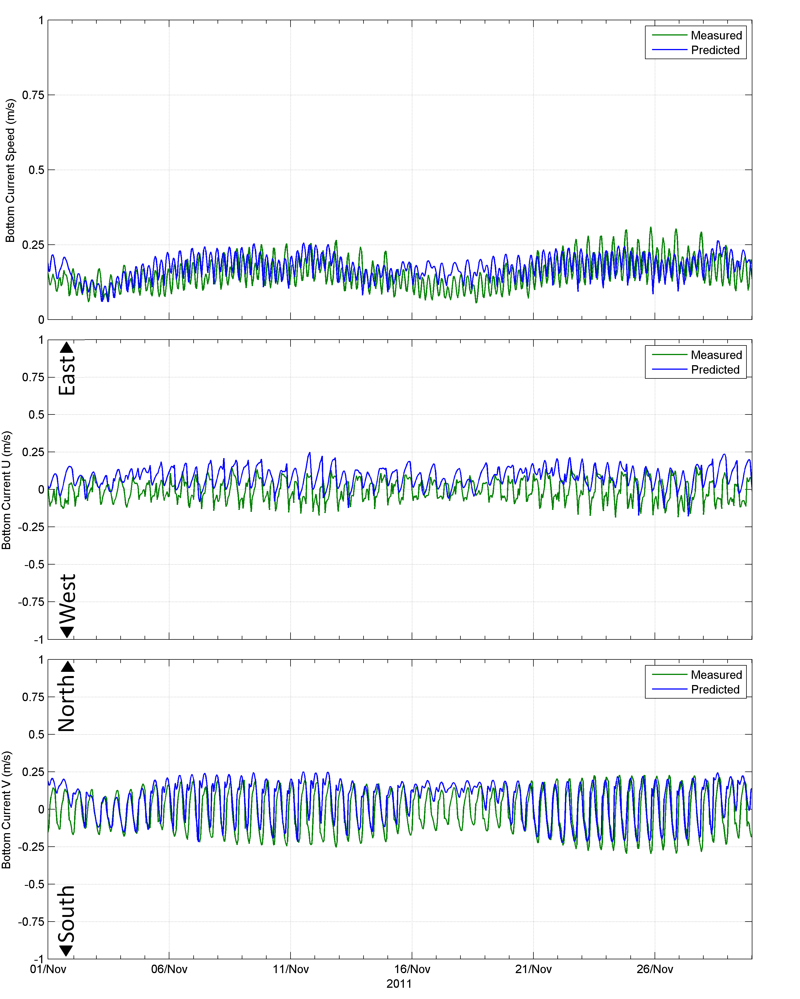 1
0.75
0.5
0.25
0
Bottom Current Speed (m/s)
Measured
Predicted
1
0.75
0.5
0.25
0
-0.25
-0.5
-0.75
-1
Bottom Current U (m/s)
East
West
Measured
Predicted
1
0.75
0.5
0.25
0
-0.25
-0.5
-0.75
-1
Bottom Current V (m/s)
North
South
Measured
Predicted
01/Nov 06/Nov 11/Nov 16/Nov 21/Nov 26/Nov
2011